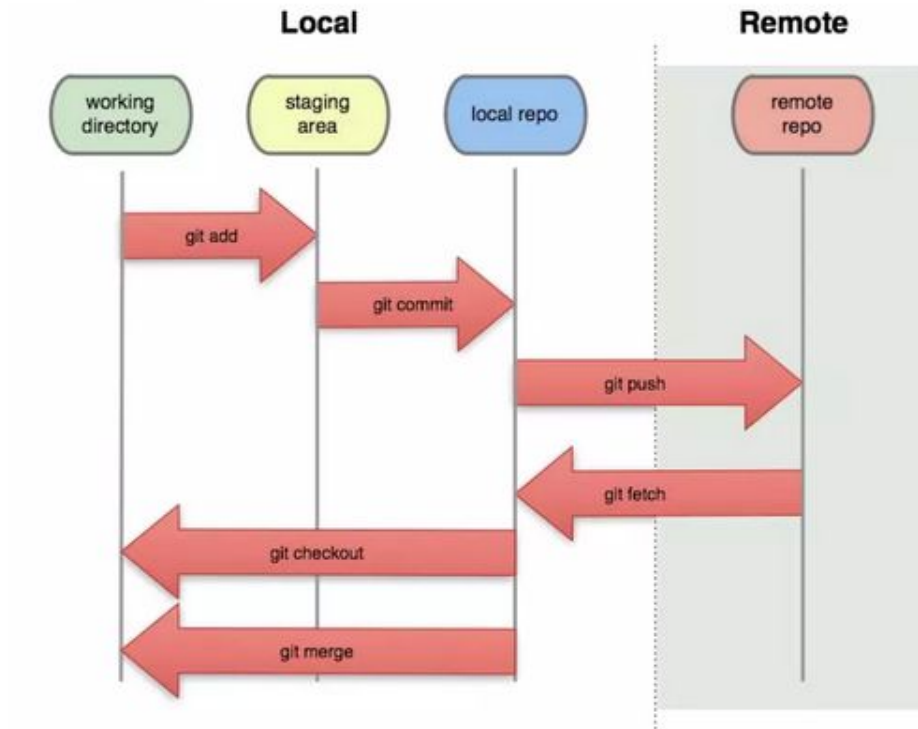 Local
Remote
working
directory
staging
area
local repo
remote
repo
git add
git commit
git push
git fetch
git checkout
git merge